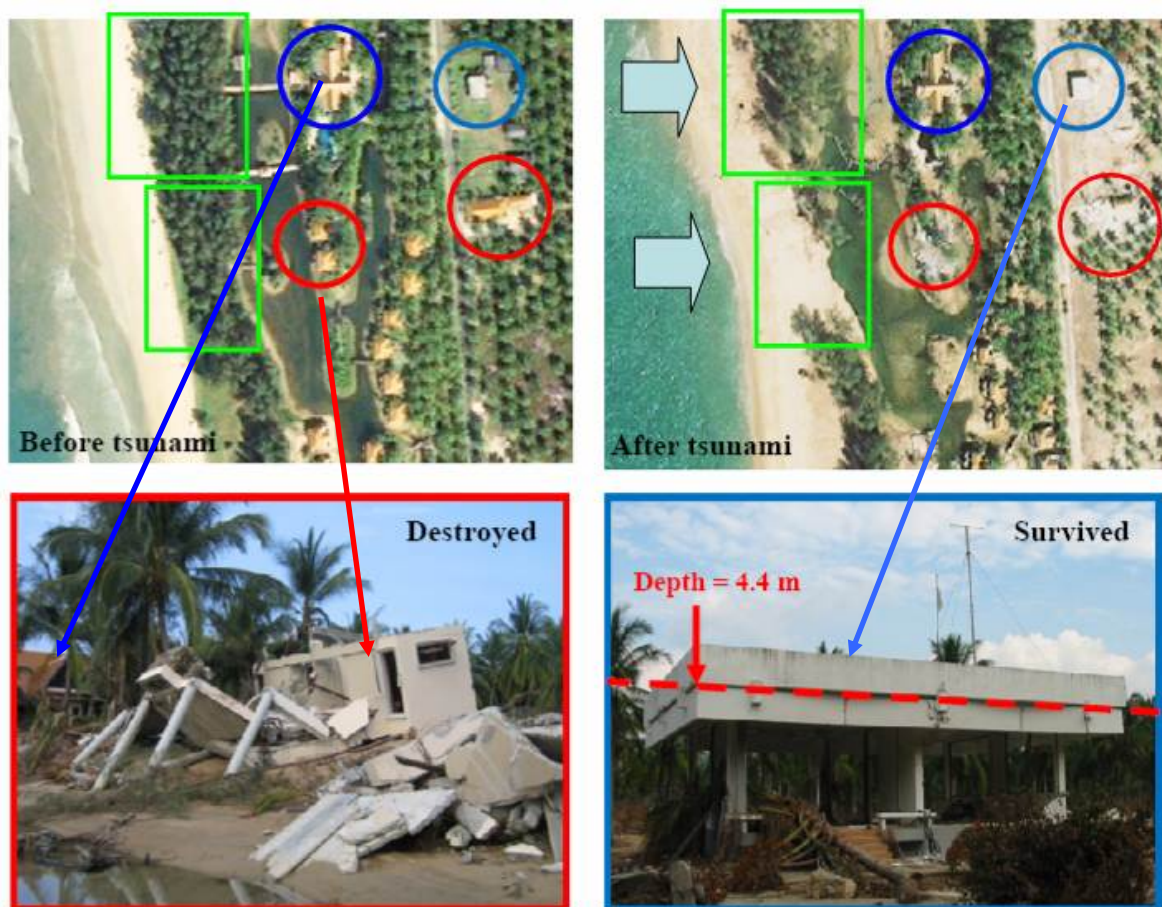 Before tsunami
After tsunami
Destroyed
Survived
Depth = 4.4 m